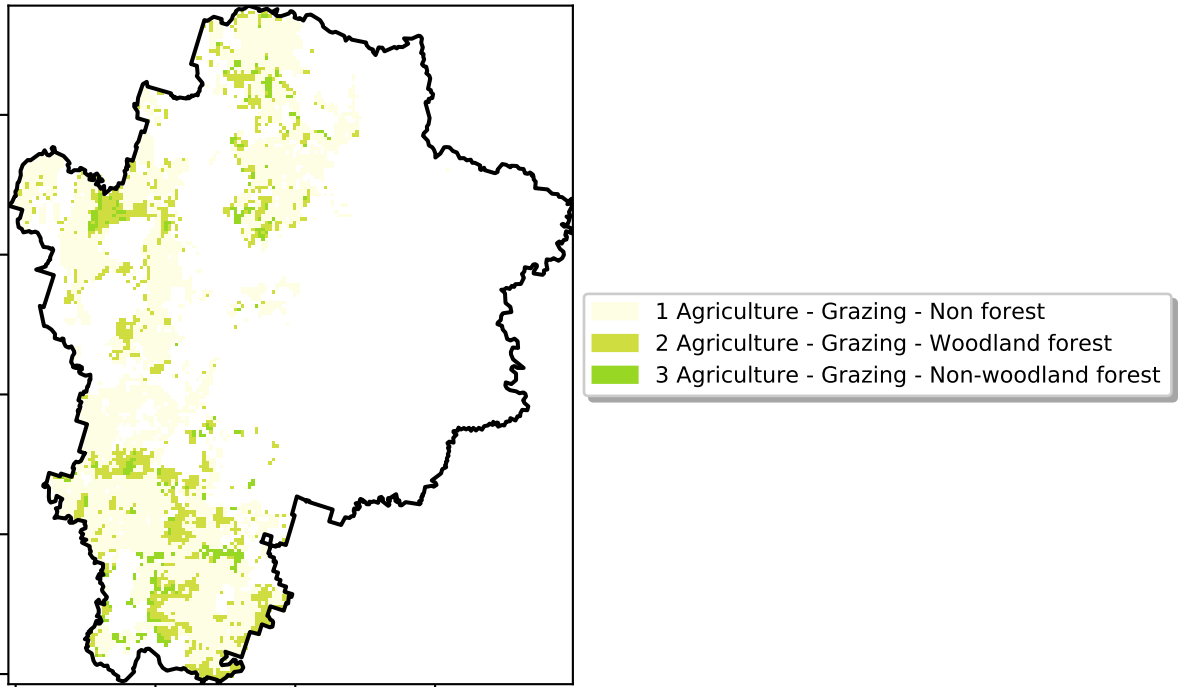 1 Agriculture - Grazing - Non forest
2 Agriculture - Grazing - Woodland forest
3 Agriculture - Grazing - Non-woodland forest